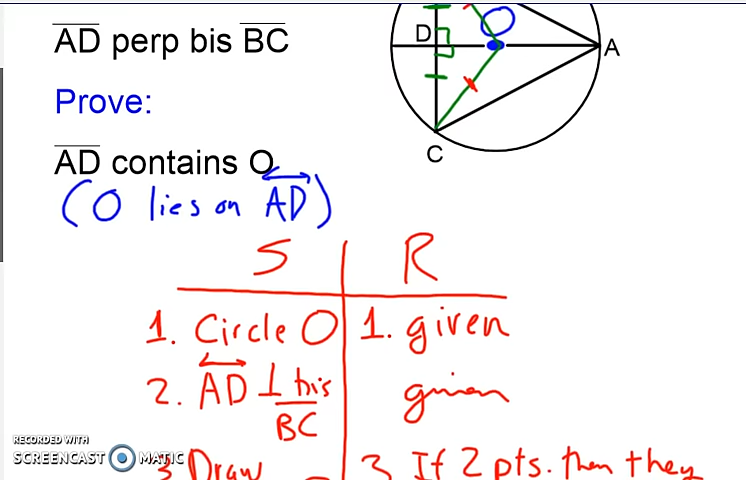 AD perp bis BC
Prove:
AD contains O
(O lies on AD)
D
O
A
C
S R
1. Circle O 1. given
2. AD ⊥ bis given
BC
3 Draw 3 If 2 pts. then they
RECORDED WITH
SCREENCAST MATIC